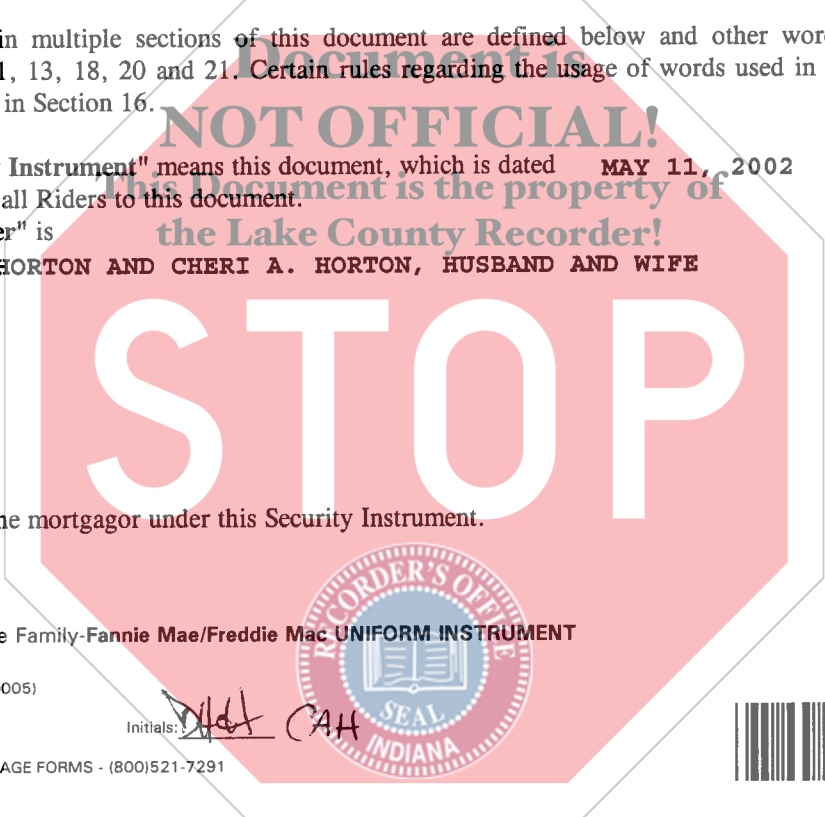 in multiple sections of this document are defined below and other wor
1, 13, 18, 20 and 21. Certain rules regarding the usage of words used in
in Section 16.
Document is
NOT OFFICIAL!
This Document is the property of
the Lake County Recorder!
Instrument" means this document, which is dated MAY 11, 2002
all Riders to this document.
er" is
HORTON AND CHERI A. HORTON, HUSBAND AND WIFE
STOP
he mortgagor under this Security Instrument.
RECORDER'S OFFICE
SEAL
INDIANA
e Family-Fannie Mae/Freddie Mac UNIFORM INSTRUMENT
005)
Initials: CAH
AGE FORMS - (800)521-7291